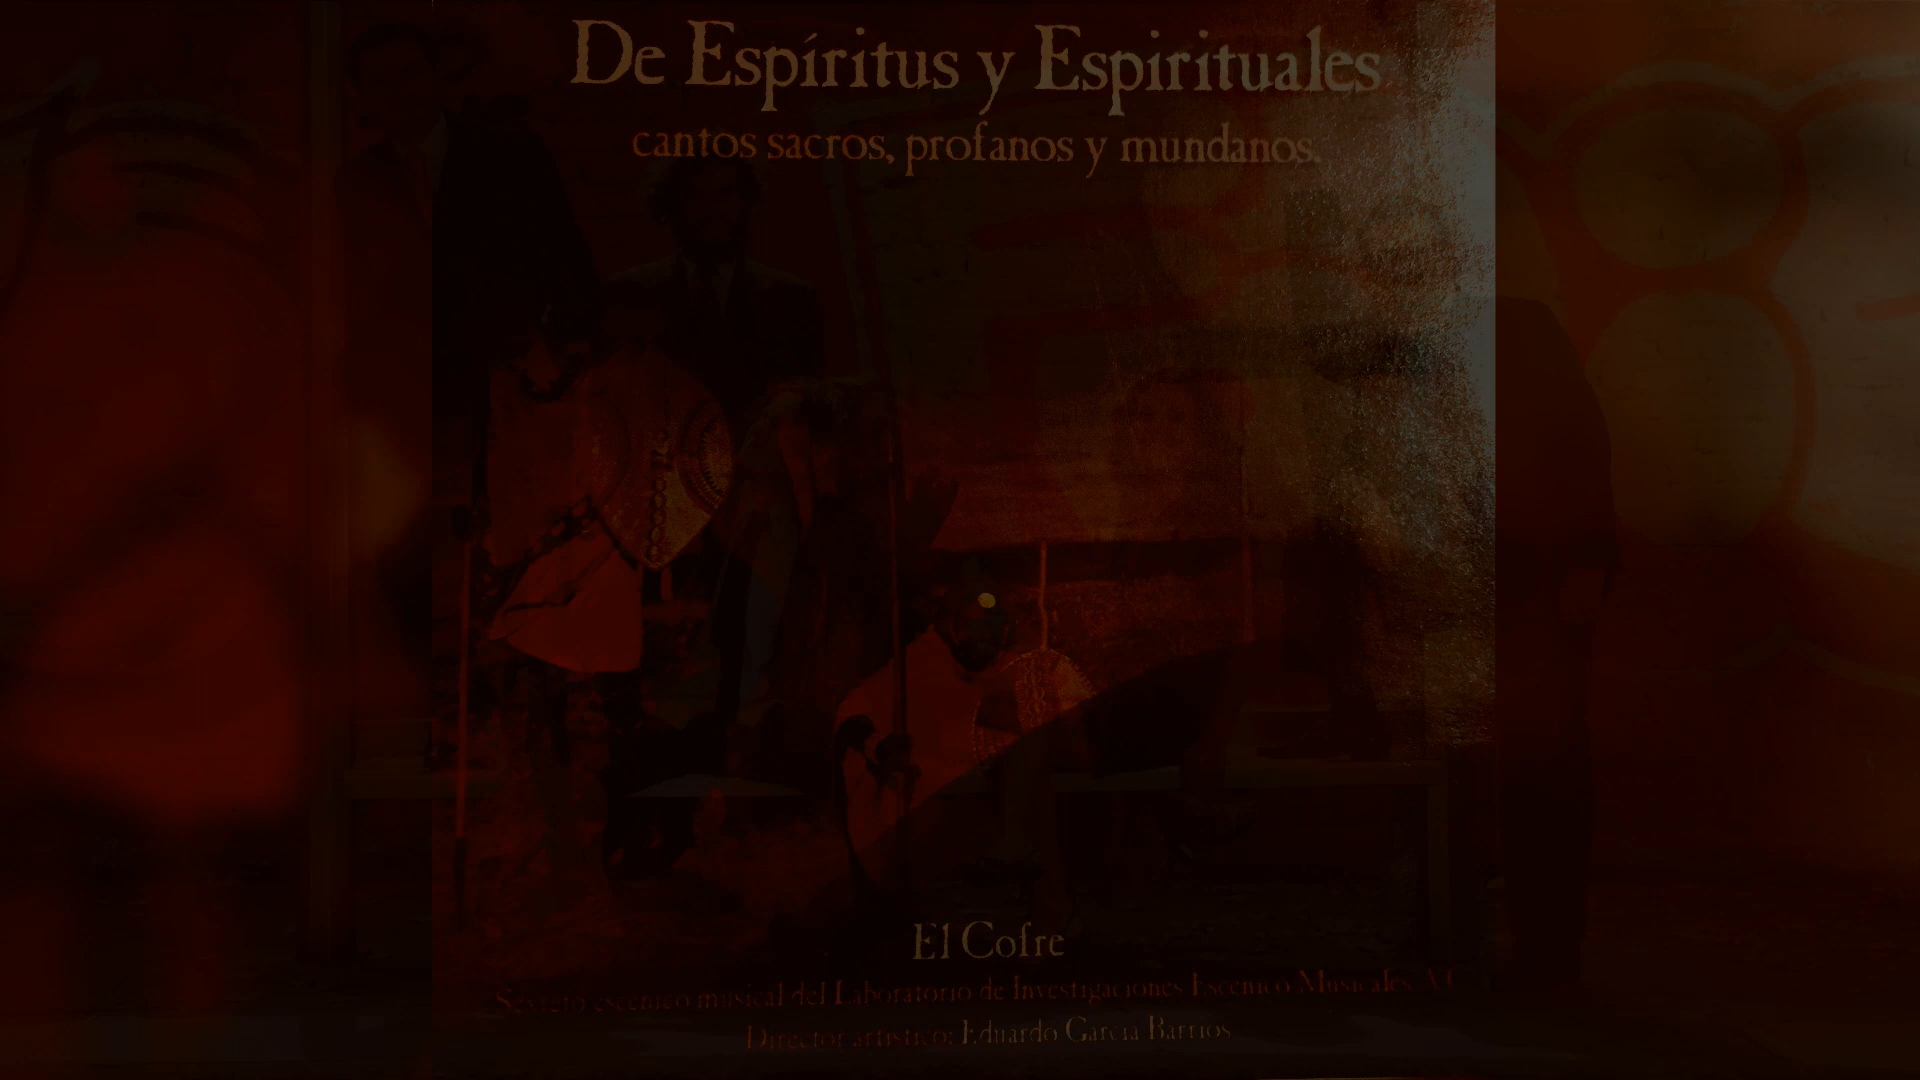 De Espíritus y Espirituales
cantos sacros, profanos y mundanos.
El Cofre
Sexteto escénico musical del Laboratorio de Investigaciones Escénico Musicales AC
Director artístico: Eduardo García Barrios